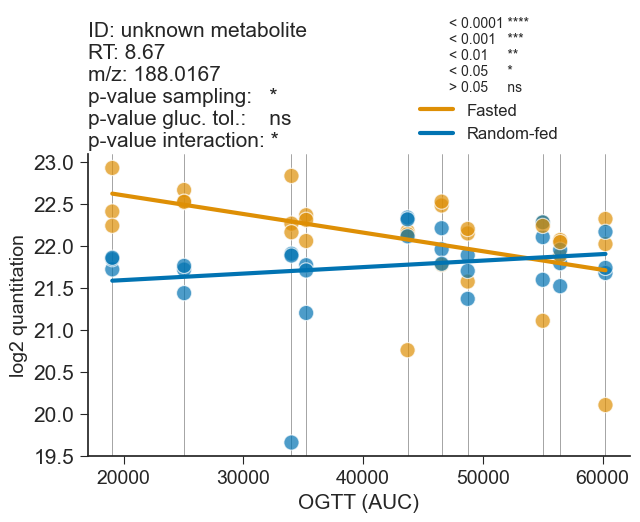 ID: unknown metabolite
RT: 8.67
m/z: 188.0167
p-value sampling: *
p-value gluc. tol.: ns
p-value interaction: *
< 0.0001 ****
< 0.001 ***
< 0.01 **
< 0.05 *
> 0.05 ns
Fasted
Random-fed
23.0
22.5
22.0
21.5
21.0
20.5
20.0
19.5
log2 quantitation
20000 30000 40000 50000 60000
OGTT (AUC)